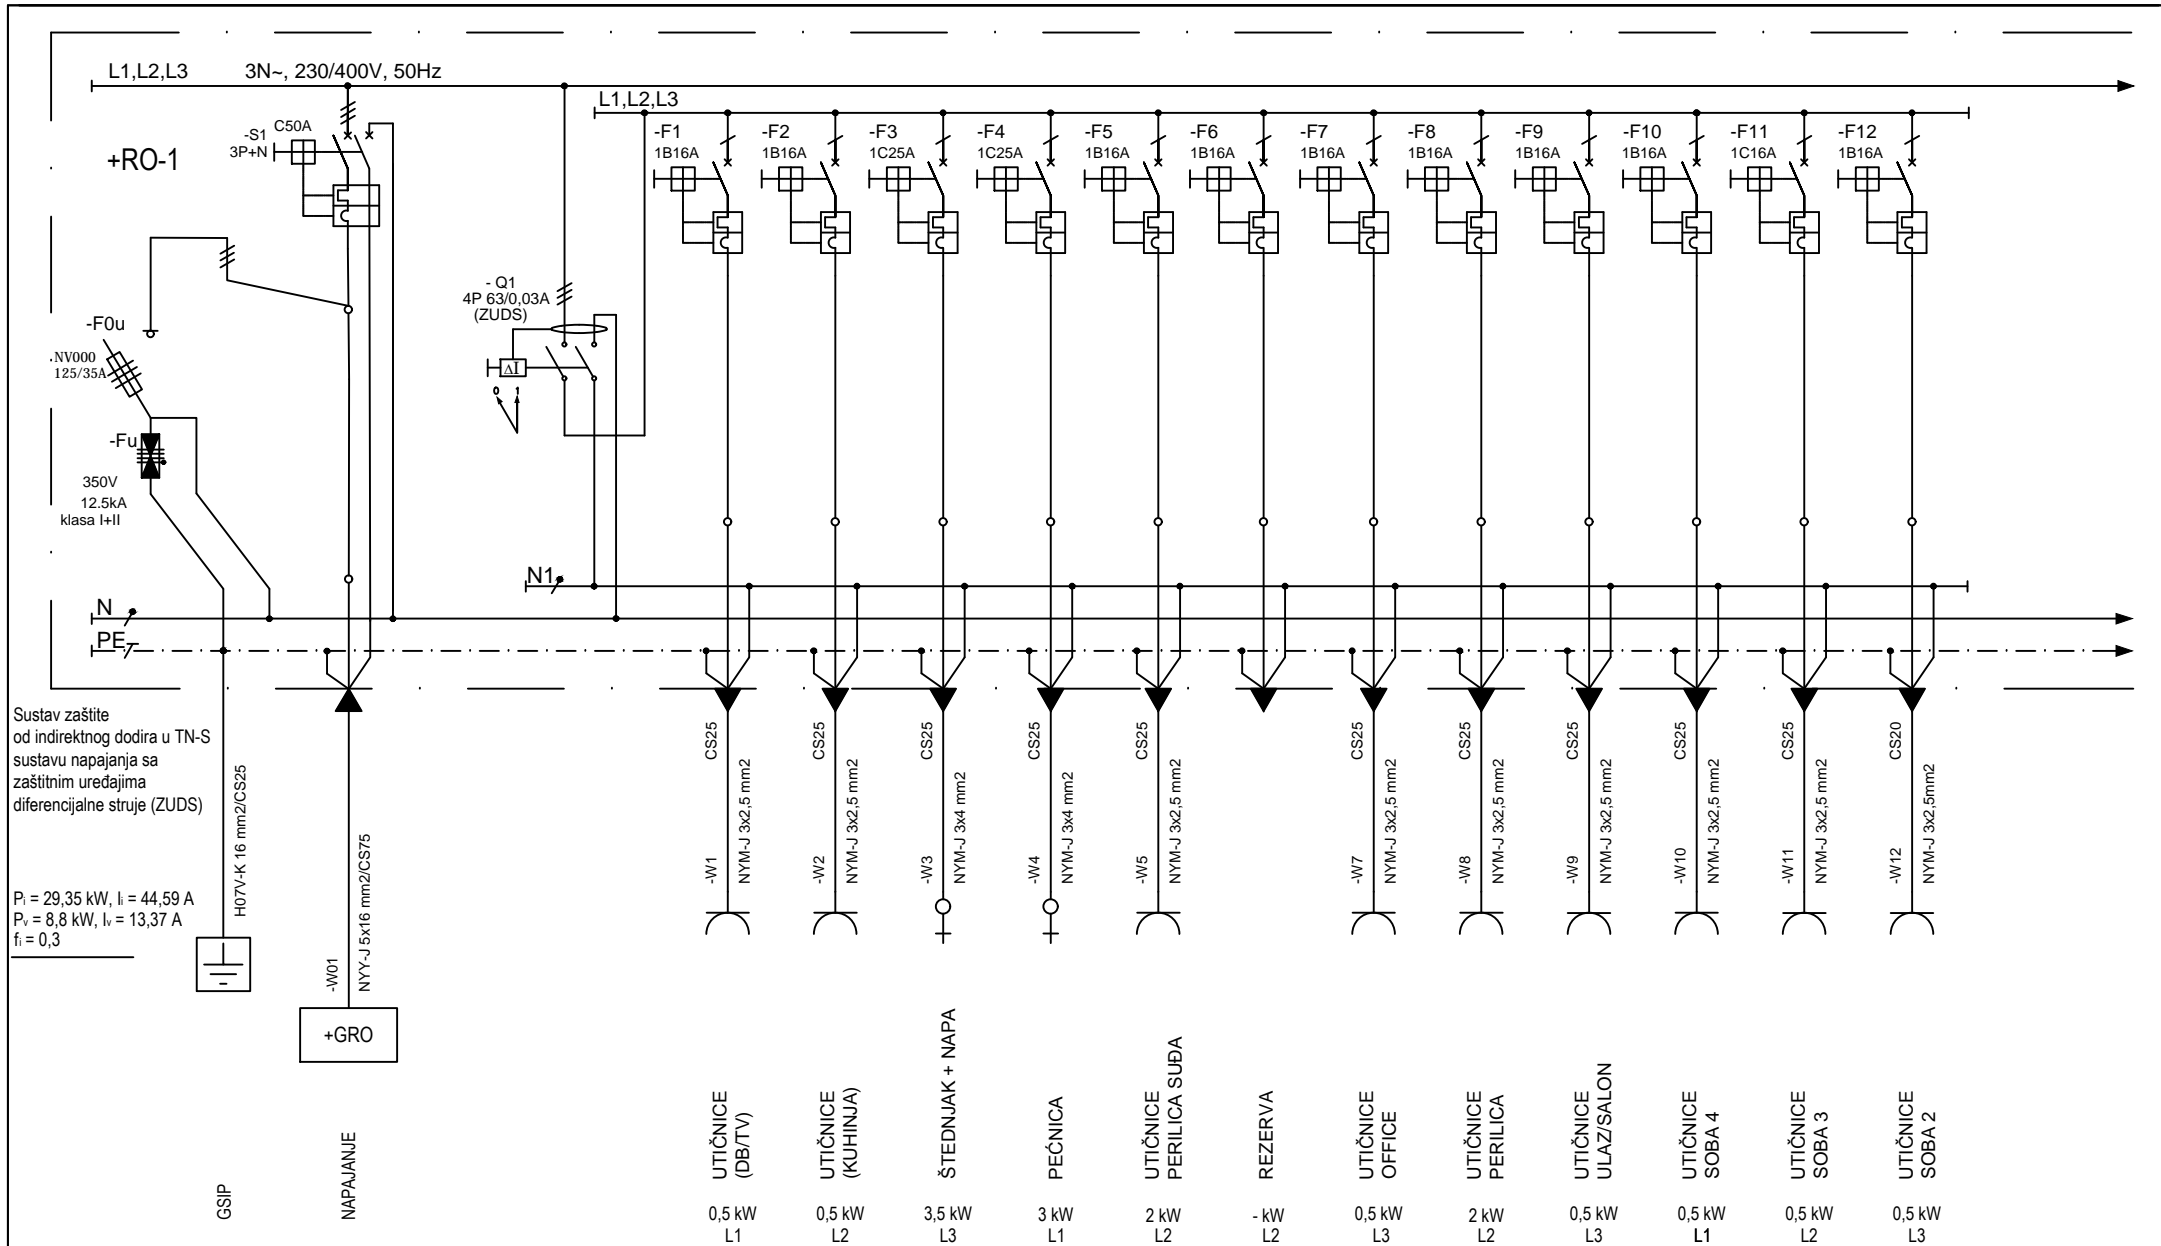 L1,L2,L3
3N~, 230/400V, 50Hz
+RO-1
-S1
C50A
3P+N
L1,L2,L3
-F1
1B16A
-F2
1B16A
-F3
1C25A
-F4
1C25A
-F5
1B16A
-F6
1B16A
-F7
1B16A
-F8
1B16A
-F9
1B16A
-F10
1B16A
-F11
1C16A
-F12
1B16A
- Q1
4P 63/0,03A
(ZUDS)
ΔI
0 1
-F0u
.NV000
125/35A
-Fu
350V
12.5kA
klasa I+II
N1
N
PE
Sustav zaštite
od indirektnog dodira u TN-S
sustavu napajanja sa
zaštitnim uređajima
diferencijalne struje (ZUDS)
Pi = 29,35 kW, Ii = 44,59 A
Pv = 8,8 kW, Iv = 13,37 A
fi = 0,3
H07V-K 16 mm2/CS25
-W01
NYY-J 5x16 mm2/CS75
+GRO
CS25
-W1
NYM-J 3x2,5 mm2
CS25
-W2
NYM-J 3x2,5 mm2
CS25
-W3
NYM-J 3x4 mm2
CS25
-W4
NYM-J 3x4 mm2
CS25
-W5
NYM-J 3x2,5 mm2
CS25
-W7
NYM-J 3x2,5 mm2
CS25
-W8
NYM-J 3x2,5 mm2
CS25
-W9
NYM-J 3x2,5 mm2
CS25
-W10
NYM-J 3x2,5 mm2
CS25
-W11
NYM-J 3x2,5 mm2
CS20
-W12
NYM-J 3x2,5mm2
GSIP
NAPAJANJE
UTIČNICE
(DB/TV)
0,5 kW
L1
UTIČNICE
(KUHINJA)
0,5 kW
L2
ŠTEDNJAK + NAPA
3,5 kW
L3
PEĆNICA
3 kW
L1
UTIČNICE
PERILICA SUĐA
2 kW
L2
REZERVA
- kW
L2
UTIČNICE
OFFICE
0,5 kW
L3
UTIČNICE
PERILICA
2 kW
L2
UTIČNICE
ULAZ/SALON
0,5 kW
L3
UTIČNICE
SOBA 4
0,5 kW
L1
UTIČNICE
SOBA 3
0,5 kW
L2
UTIČNICE
SOBA 2
0,5 kW
L3